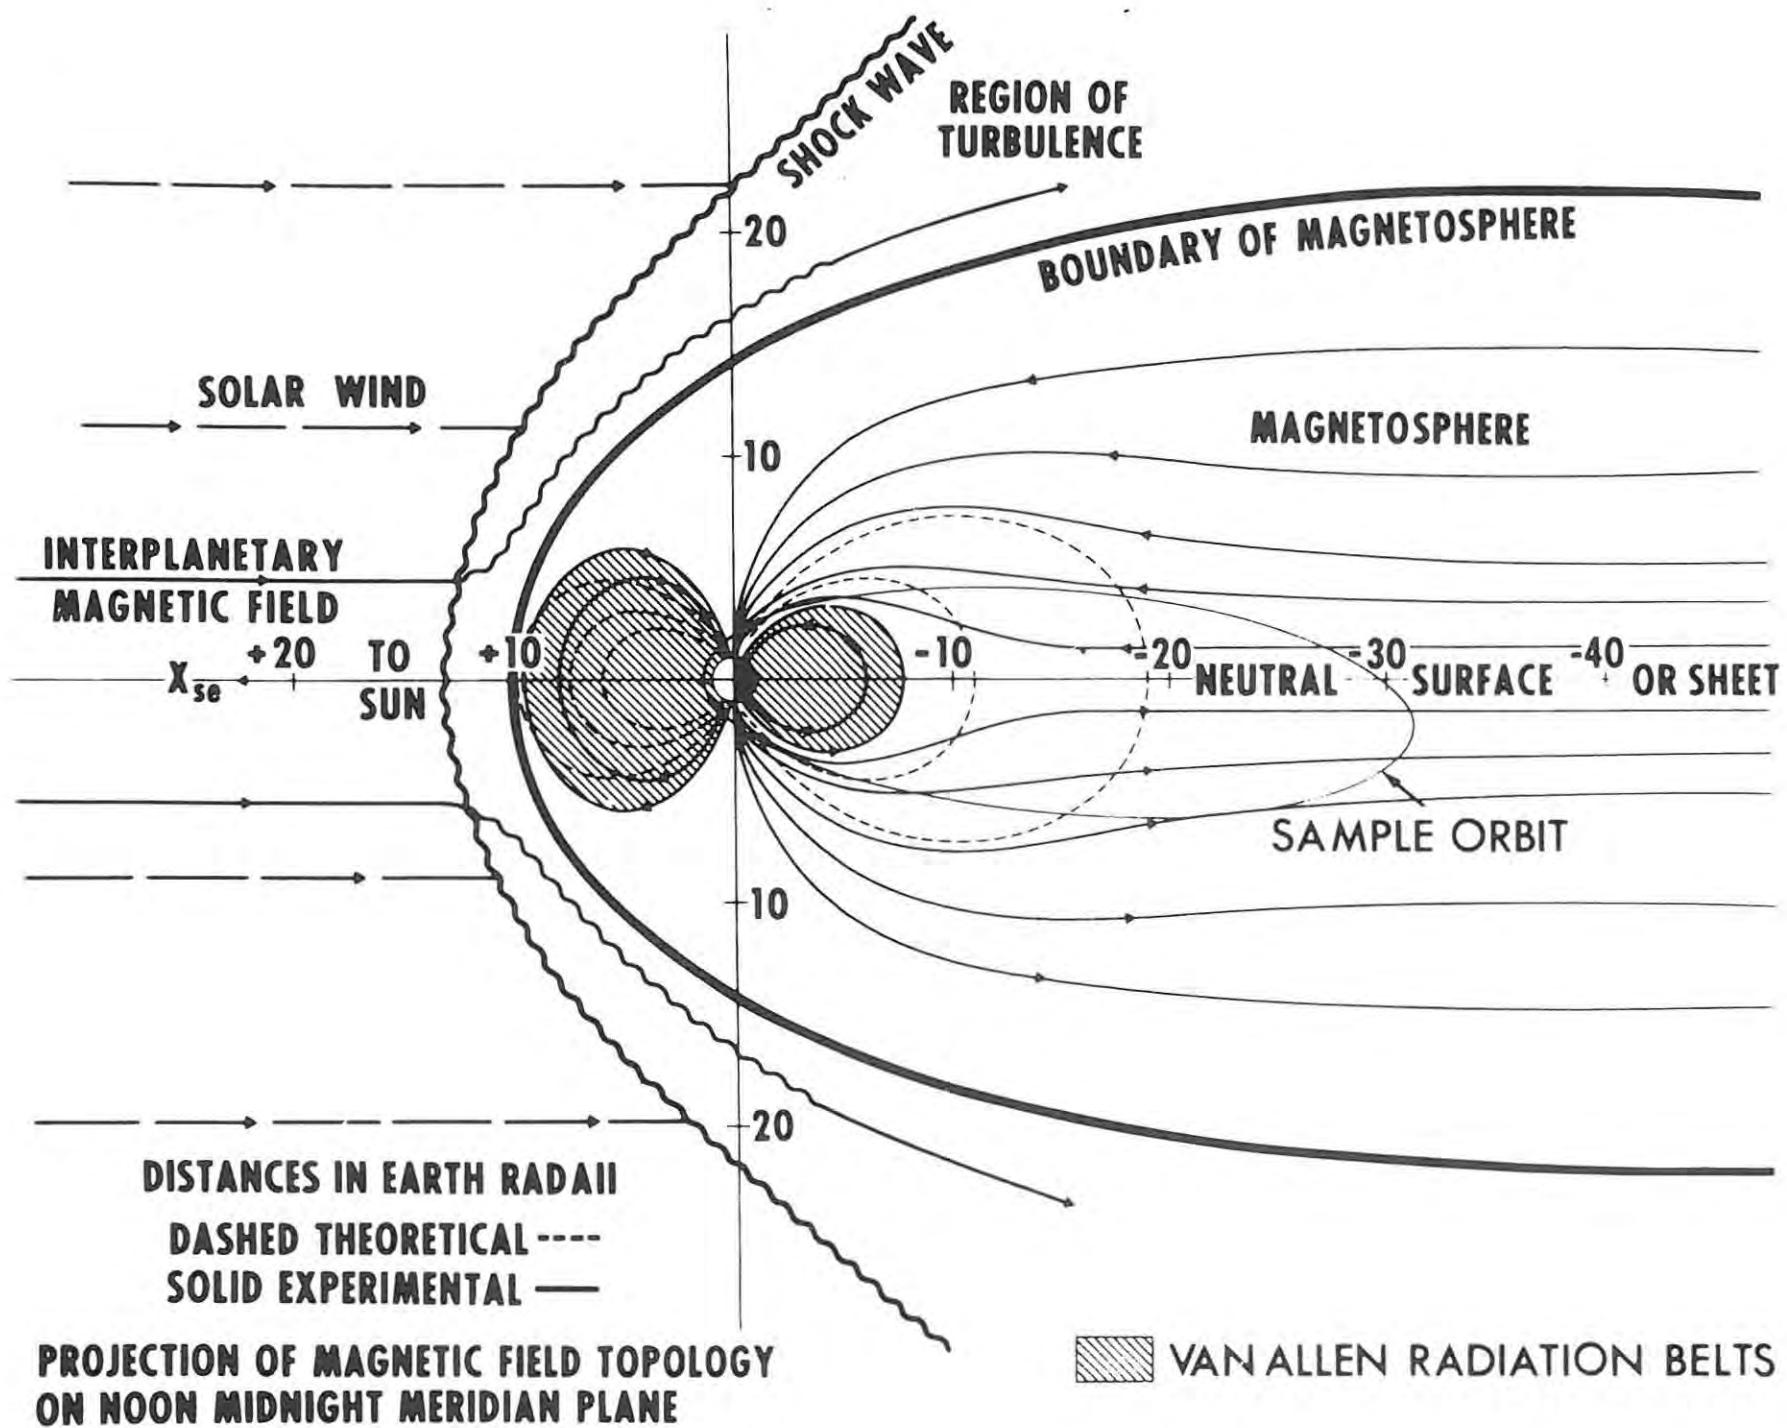 SHOCK WAVE
REGION OF
TURBULENCE
20
BOUNDARY OF MAGNETOSPHERE
SOLAR WIND
10
MAGNETOSPHERE
INTERPLANETARY
MAGNETIC FIELD
+20 TO +10 -10 -20 -30 -40
Xse SUN NEUTRAL SURFACE OR SHEET
SAMPLE ORBIT
10
20
DISTANCES IN EARTH RADAII
DASHED THEORETICAL ----
SOLID EXPERIMENTAL —
PROJECTION OF MAGNETIC FIELD TOPOLOGY
ON NOON MIDNIGHT MERIDIAN PLANE
VAN ALLEN RADIATION BELTS